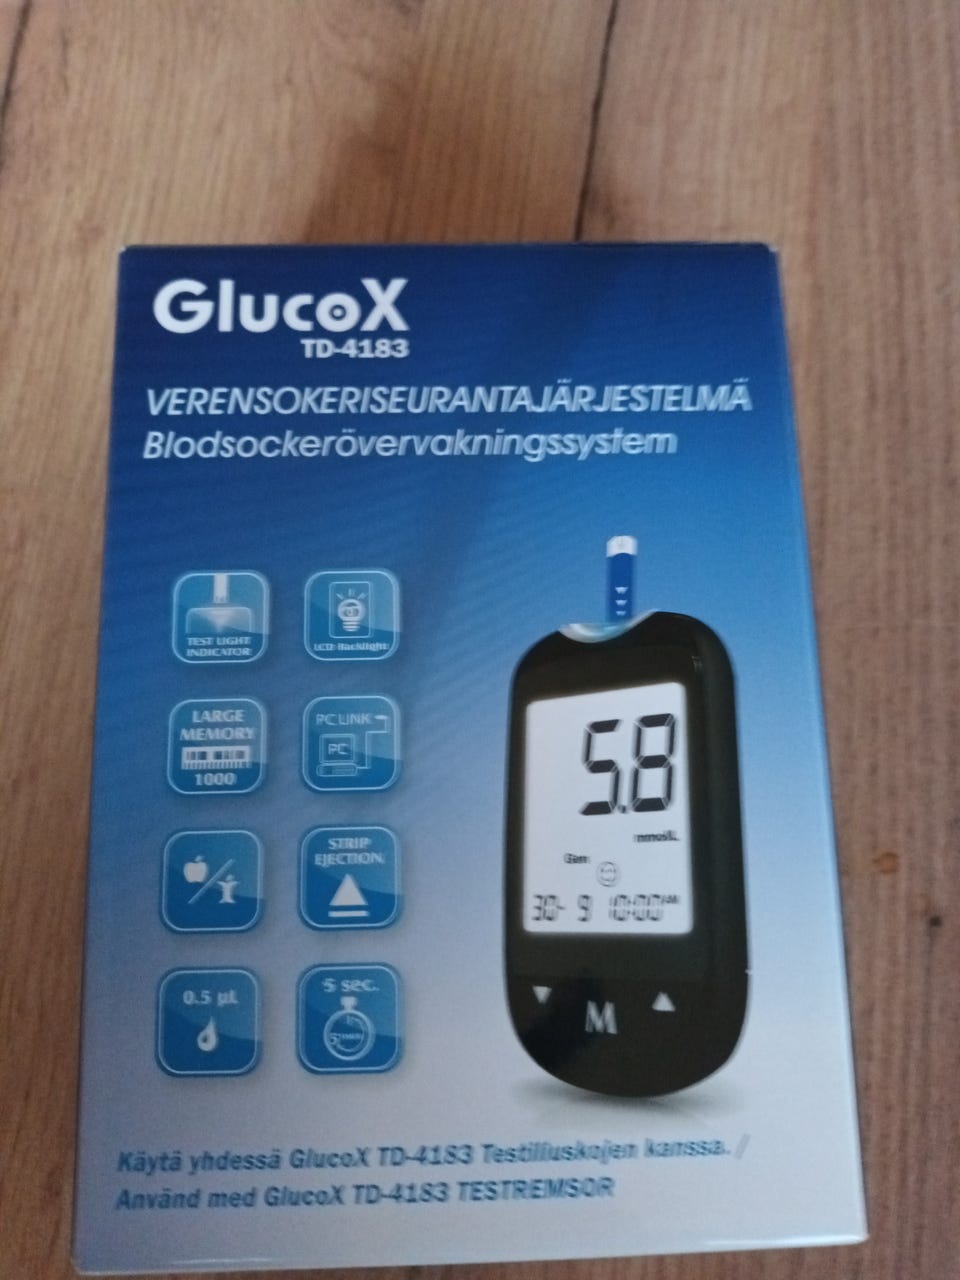 GlucoX
TD-4183
VERENSOKERISEURANTAJÄRJESTELMÄ
Blodsockerövervakningssystem
TEST LIGHT
INDICATOR
LCD Backlight
LARGE
MEMORY
1000
PC LINK
PC
STRIP
EJECTION
0.5 µL
5 sec.
5.8
mmol/L
Gen
30- 9 10:00 AM
M
Käytä yhdessä GlucoX TD-4183 Testiliuskojen kanssa. /
Använd med GlucoX TD-4183 TESTREMSOR